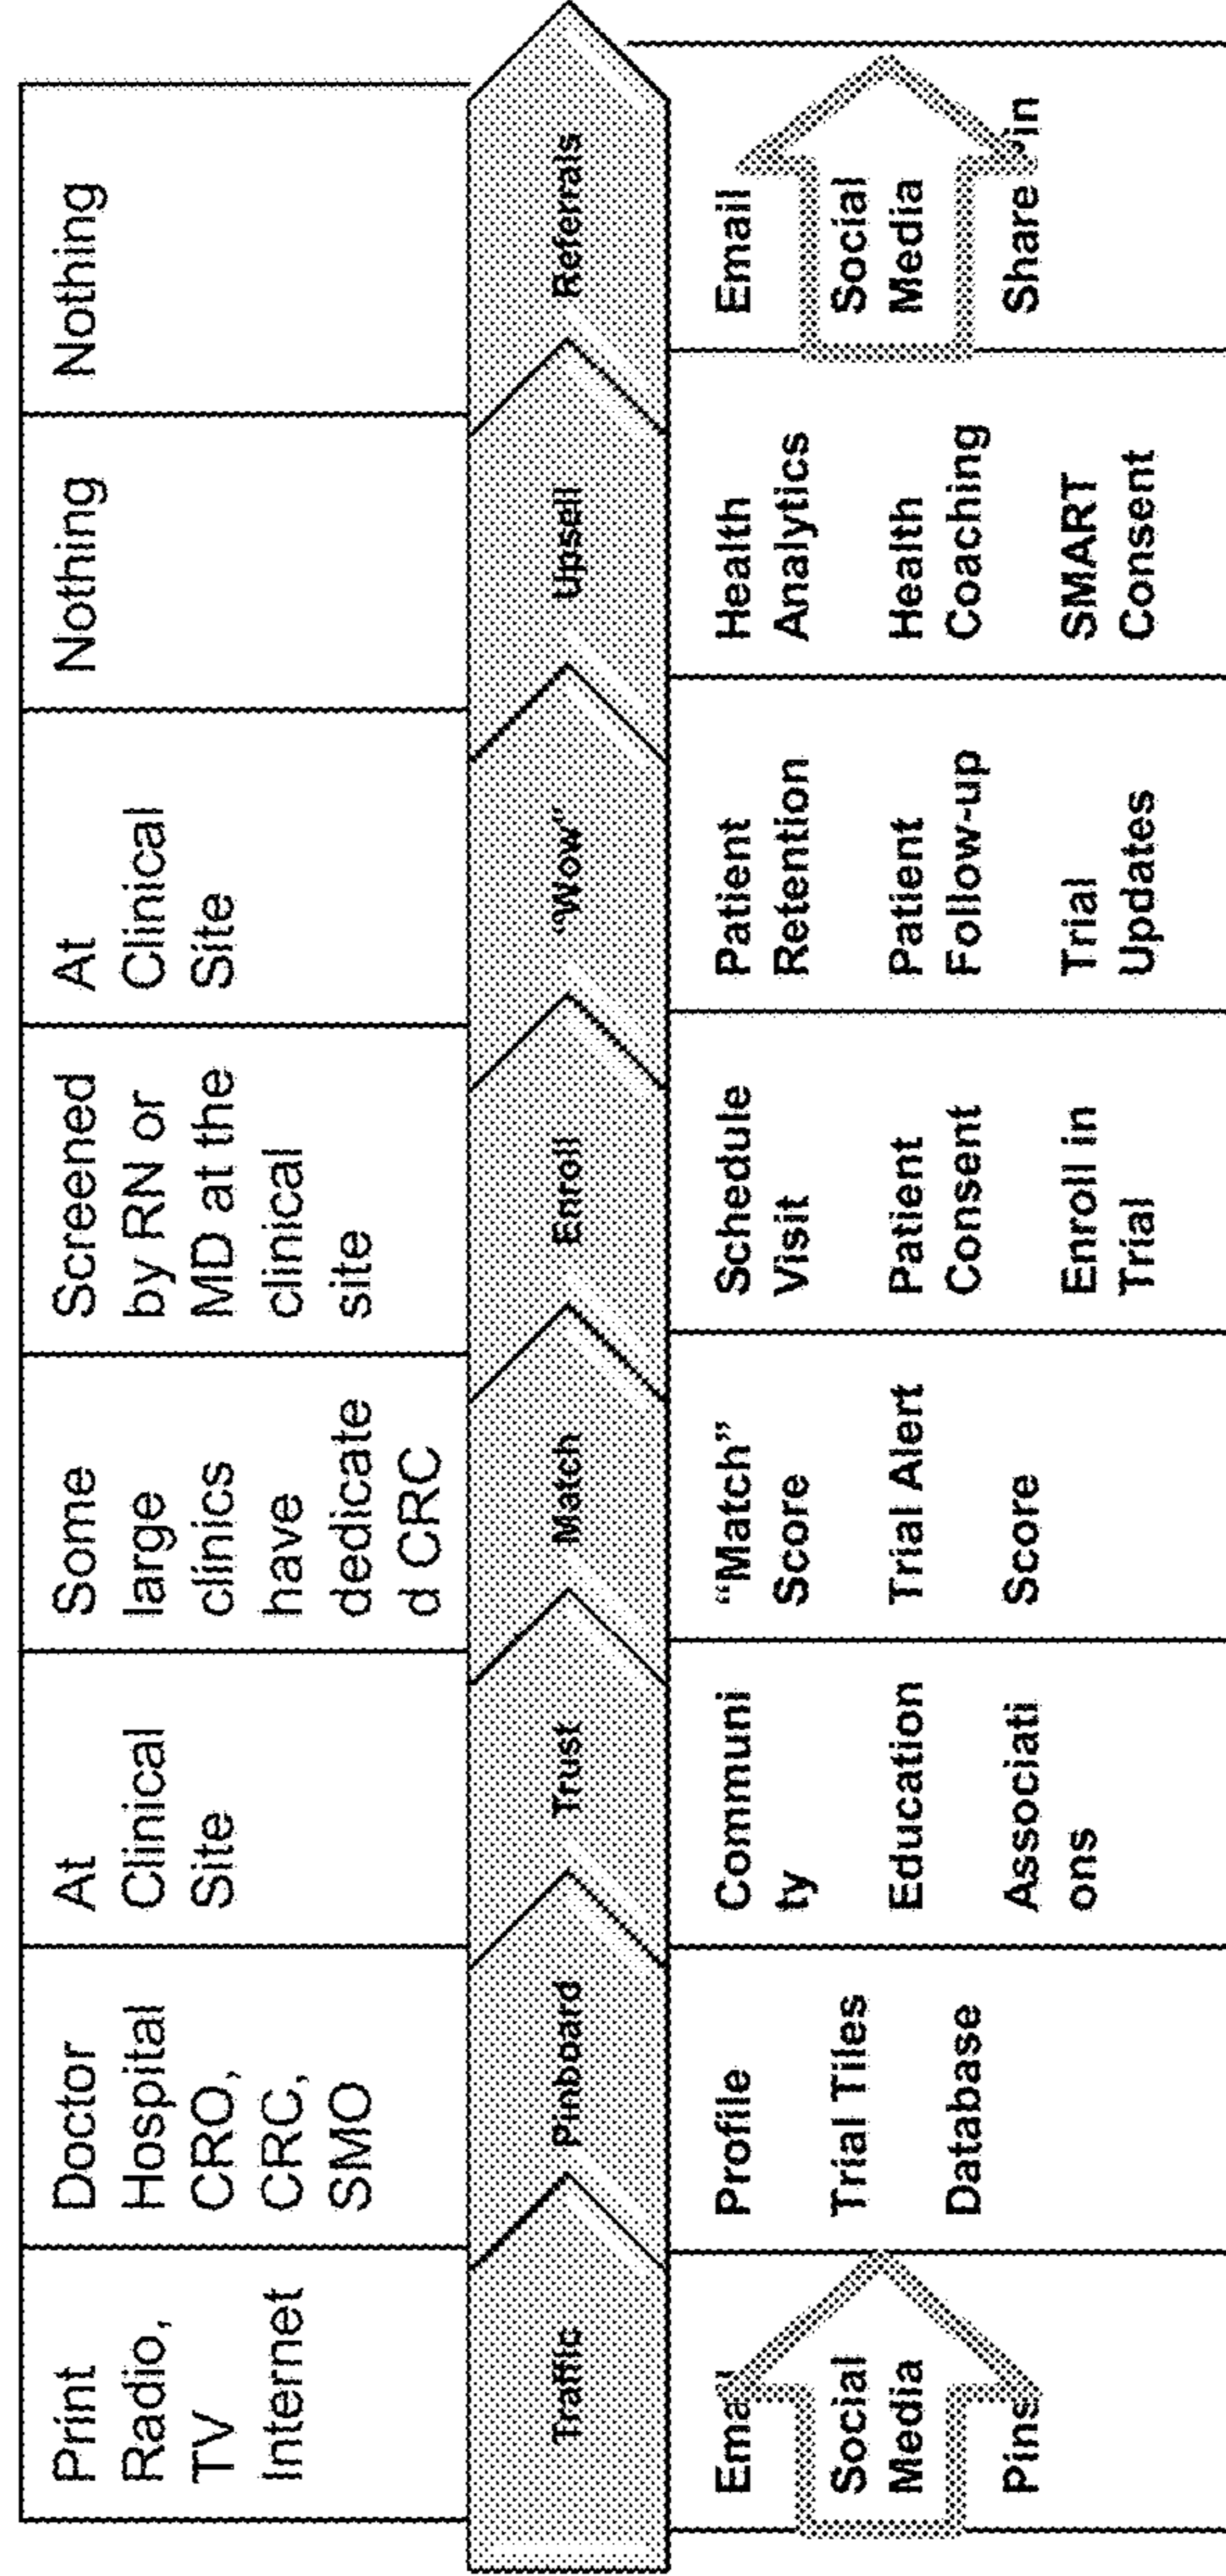 Print
Radio,
TV
Internet
Doctor
Hospital
CRO,
CRC,
SMO
At
Clinical
Site
Some
large
clinics
have
dedicate
d CRC
Screened
by RN or
MD at the
clinical
site
At
Clinical
Site
Nothing
Nothing
Traffic
Pinboard
Trust
Match
Enroll
“Wow”
Upsell
Referrals
Social
Media
Pins
Profile
Trial Tiles
Database
Communi
ty
Education
Associati
ons
“Match”
Score
Trial Alert
Score
Schedule
Visit
Patient
Consent
Enroll in
Trial
Patient
Retention
Patient
Follow-up
Trial
Updates
Health
Analytics
Health
Coaching
SMART
Consent
Email
Social
Media
Share